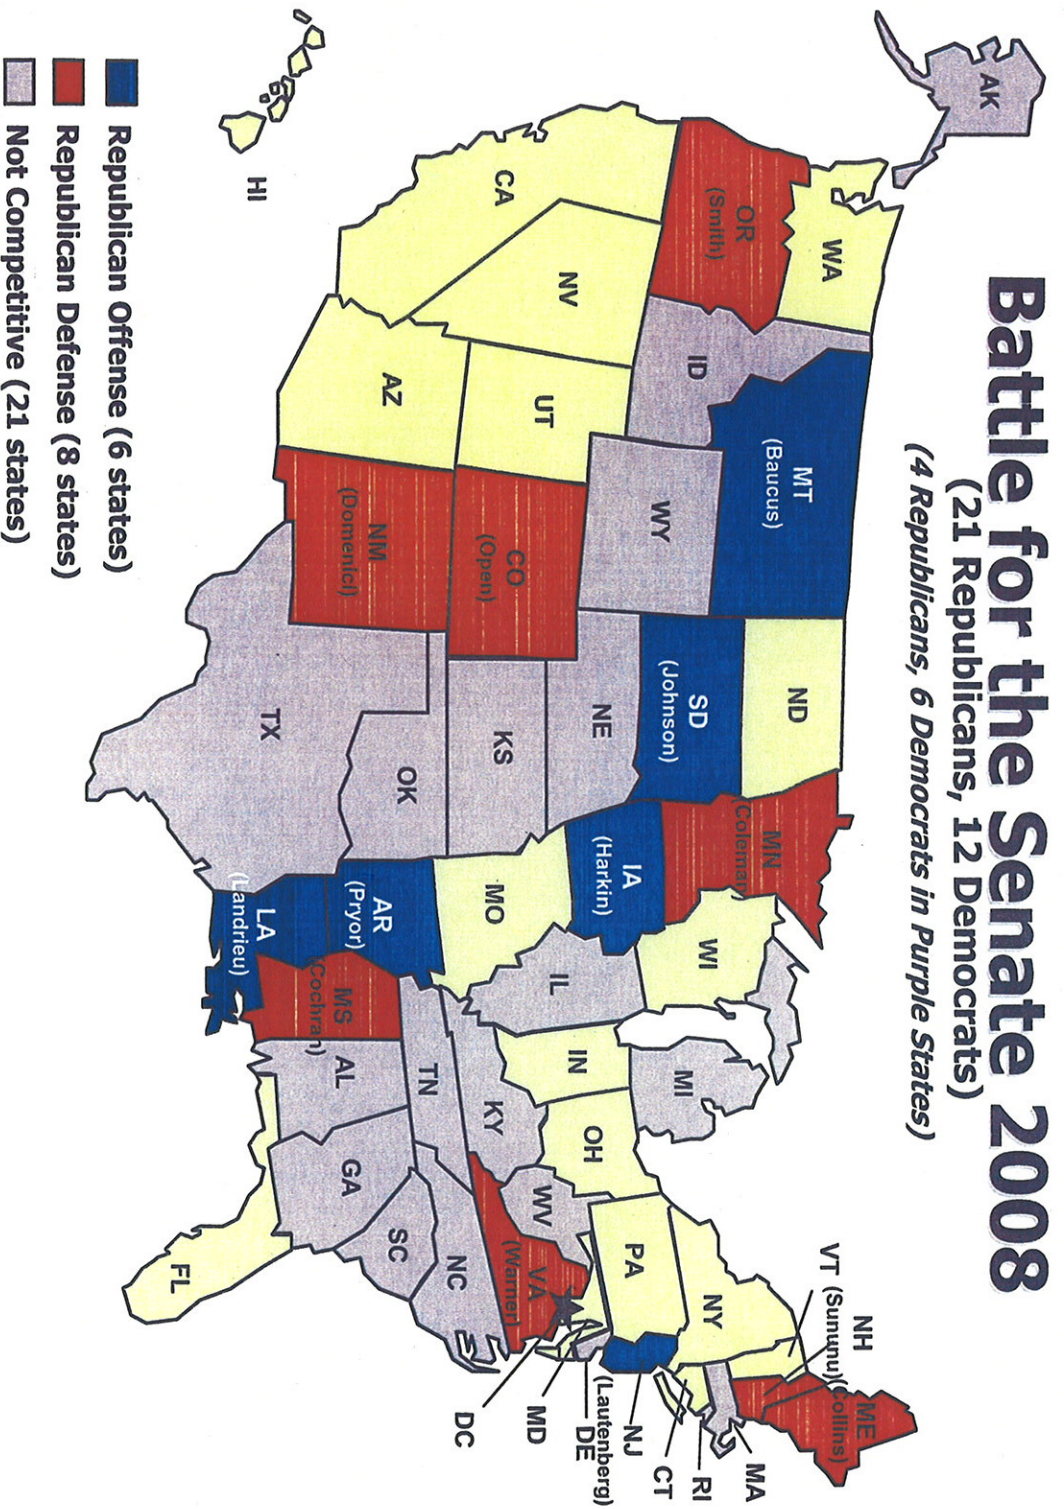 Battle for the Senate 2008
(21 Republicans, 12 Democrats)
(4 Republicans, 6 Democrats in Purple States)
AK
HI
WA
OR
(Smith)
CA
NV
ID
MT
(Baucus)
WY
UT
AZ
CO
(Open)
NM
(Domenici)
ND
SD
(Johnson)
NE
KS
OK
TX
MN
(Coleman
IA
(Harkin)
MO
AR
(Pryor)
LA
(Landrieu)
WI
IL
MS
(Cochran)
MI
IN
OH
KY
TN
AL
GA
FL
SC
NC
VA
(Warner)
WV
PA
NY
VT
NH
(Sununu)
ME
(Collins)
MA
RI
CT
NJ
(Lautenberg)
DE
MD
DC
Republican Offense (6 states)
Republican Defense (8 states)
Not Competitive (21 states)